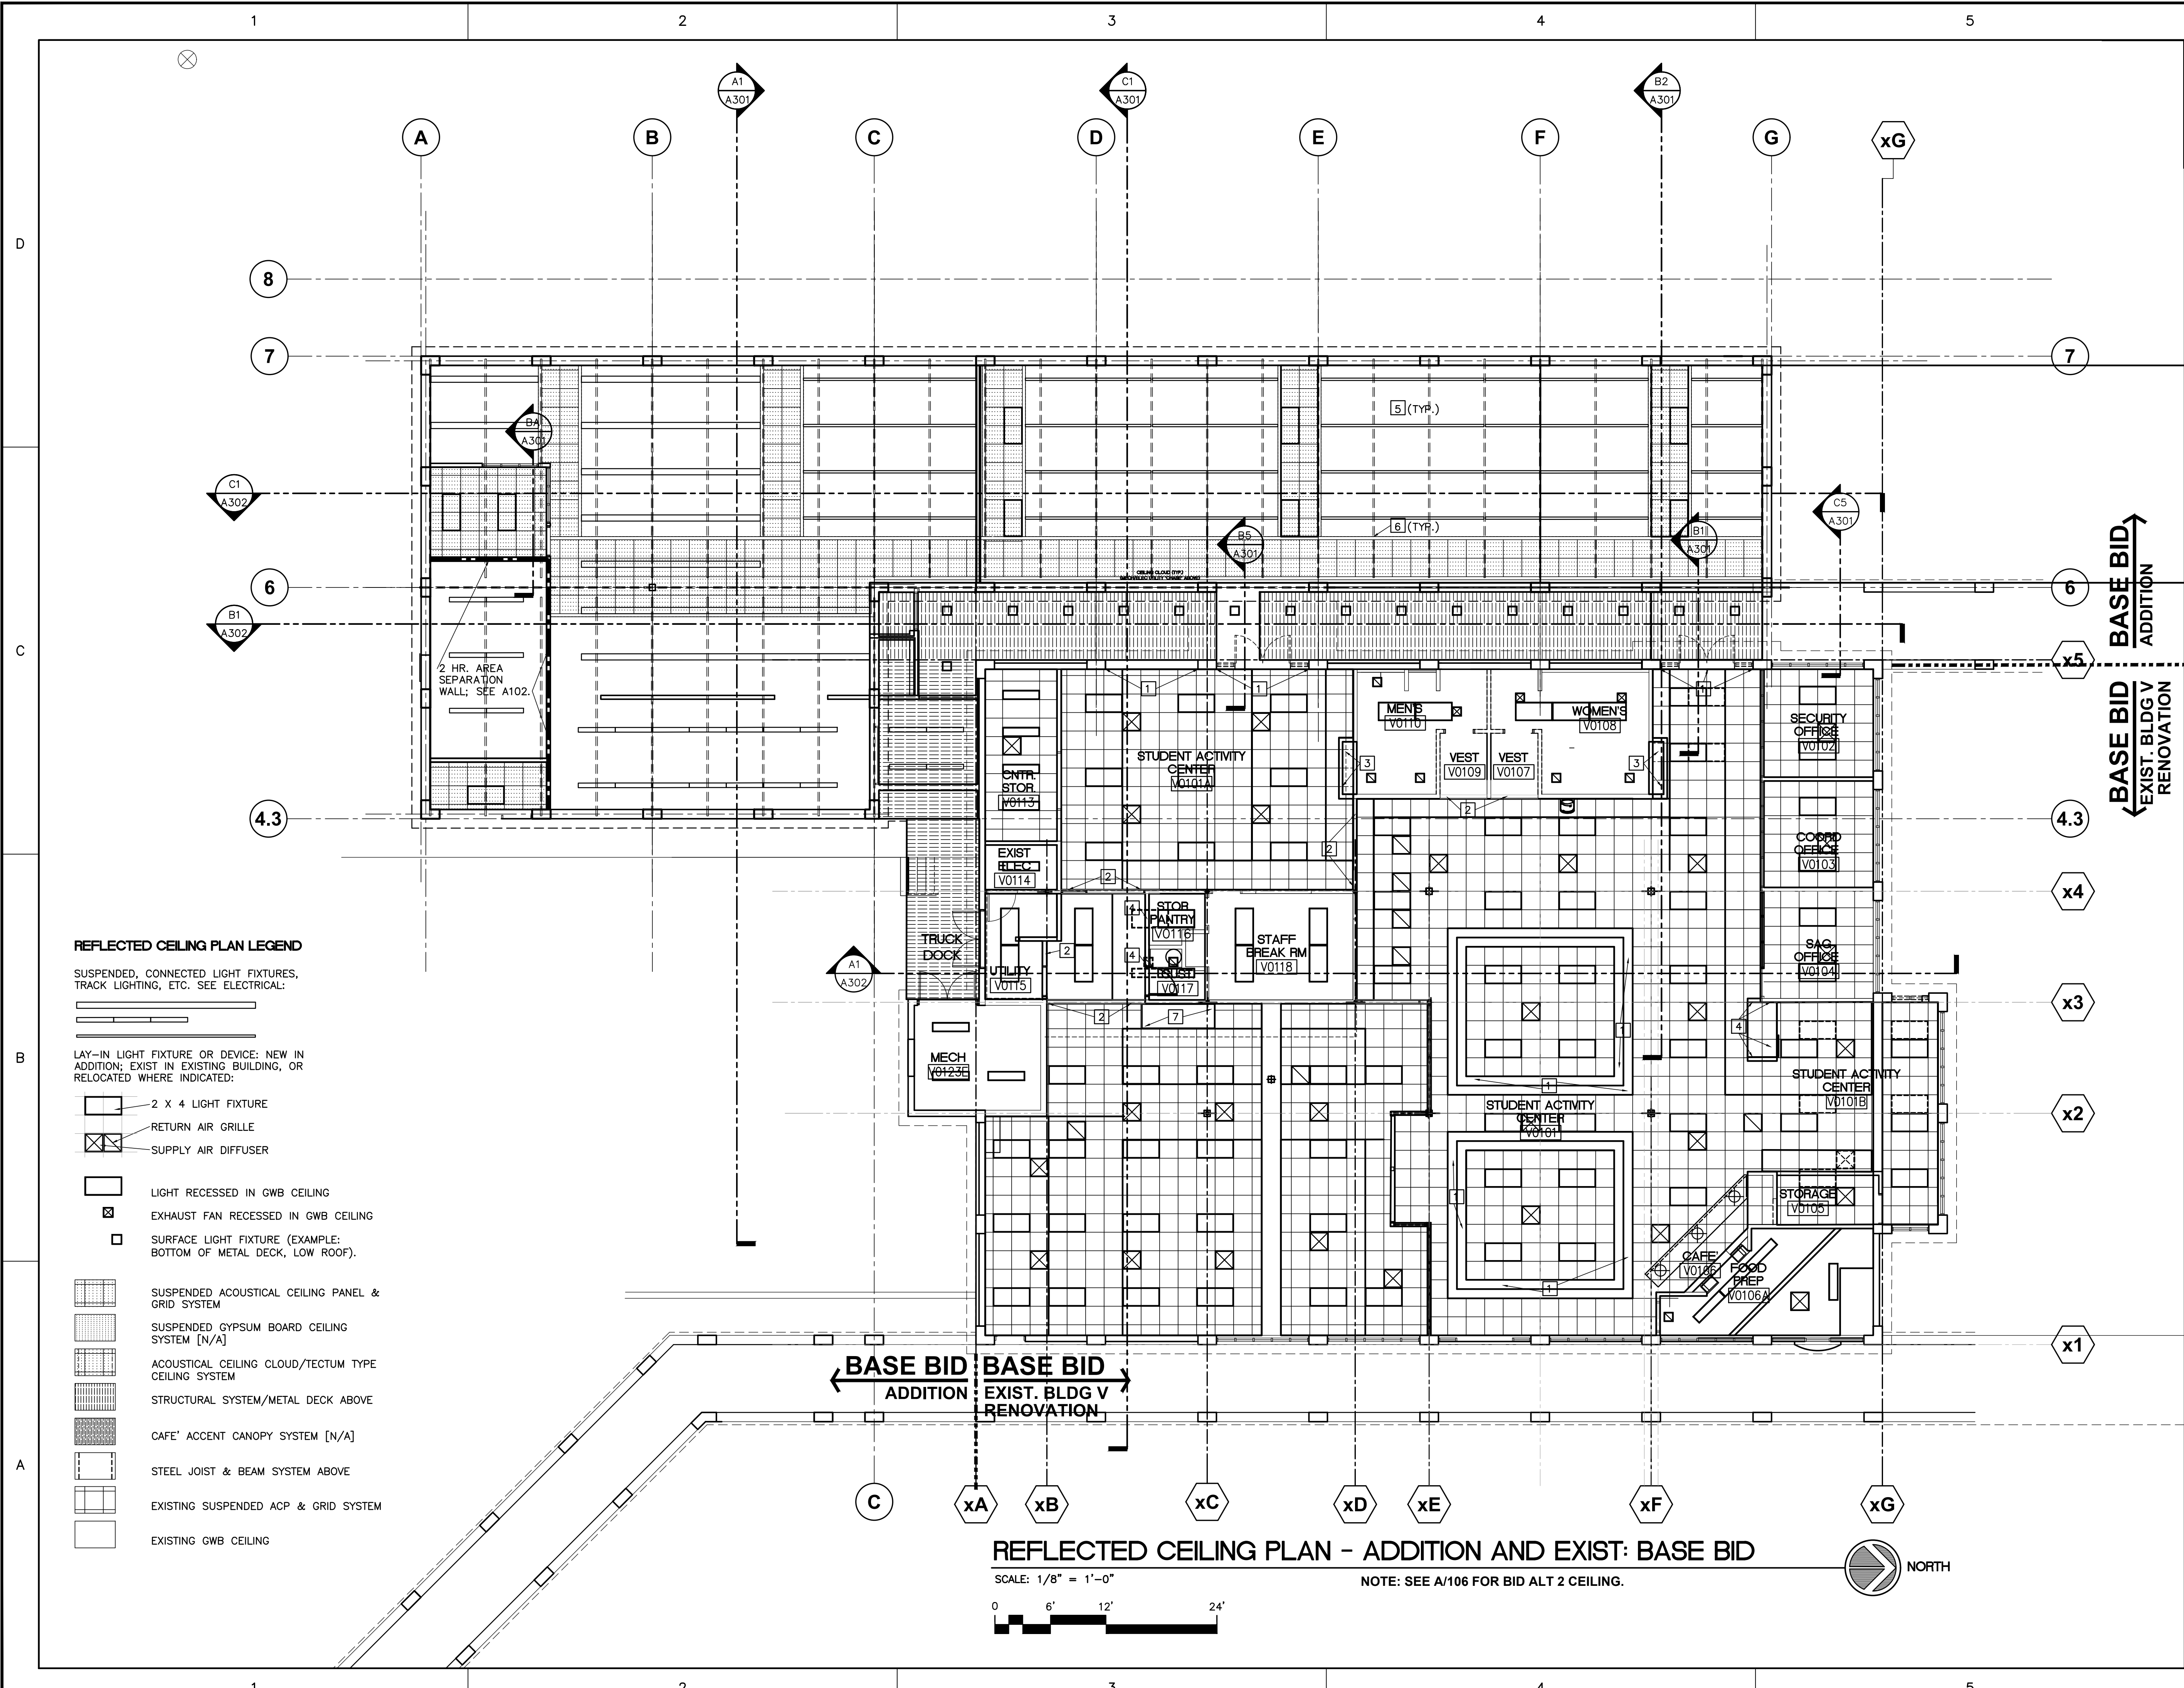 1
2
3
4
5
D
C
B
A
A1
A301
C1
A301
B2
A301
A
B
C
D
E
F
G
xG
8
7
7
BA
A301
5 (TYP.)
C1
A302
C5
A301
6 (TYP.)
B5
A301
B1
A301
CEILING CLOUD (TYP.)
6
6
B1
A302
BASE BID
ADDITION
x5
BASE BID
EXIST. BLDG V
RENOVATION
2 HR. AREA
SEPARATION
WALL; SEE A102.
1
1
1
MEN'S
V0110
WOMEN'S
V0108
SECURITY
OFFICE
V0102
STUDENT ACTIVITY
CENTER
V0101A
3
VEST
V0109
VEST
V0107
3
CNTR.
STOR.
V0113
2
4.3
4.3
COORD
OFFICE
V0103
2
EXIST
ELEC
V0114
2
x4
4
STOR
PANTRY
V0116
TRUCK
DOCK
2
4
STAFF
BREAK RM
V0118
SAG
OFFICE
V0104
A1
A302
UTILITY
V0115
CUST
V0117
x3
2
7
1
4
MECH
V0123E
1
STUDENT ACTIVITY
CENTER
V0101B
STUDENT ACTIVITY
CENTER
V0101
x2
1
STORAGE
V0105
CAFE'
V0106
FOOD
PREP
V0106A
1
x1
BASE BID
ADDITION
BASE BID
EXIST. BLDG V
RENOVATION
C
xA
xB
xC
xD
xE
xF
xG
REFLECTED CEILING PLAN LEGEND
SUSPENDED, CONNECTED LIGHT FIXTURES,
TRACK LIGHTING, ETC. SEE ELECTRICAL:
LAY-IN LIGHT FIXTURE OR DEVICE: NEW IN
ADDITION; EXIST IN EXISTING BUILDING, OR
RELOCATED WHERE INDICATED:
2 X 4 LIGHT FIXTURE
RETURN AIR GRILLE
SUPPLY AIR DIFFUSER
LIGHT RECESSED IN GWB CEILING
EXHAUST FAN RECESSED IN GWB CEILING
SURFACE LIGHT FIXTURE (EXAMPLE:
BOTTOM OF METAL DECK, LOW ROOF).
SUSPENDED ACOUSTICAL CEILING PANEL &
GRID SYSTEM
SUSPENDED GYPSUM BOARD CEILING
SYSTEM [N/A]
ACOUSTICAL CEILING CLOUD/TECTUM TYPE
CEILING SYSTEM
STRUCTURAL SYSTEM/METAL DECK ABOVE
CAFE' ACCENT CANOPY SYSTEM [N/A]
STEEL JOIST & BEAM SYSTEM ABOVE
EXISTING SUSPENDED ACP & GRID SYSTEM
EXISTING GWB CEILING
REFLECTED CEILING PLAN - ADDITION AND EXIST: BASE BID
SCALE: 1/8" = 1'-0"
NOTE: SEE A/106 FOR BID ALT 2 CEILING.
NORTH
0 6' 12' 24'
1
2
3
4
5